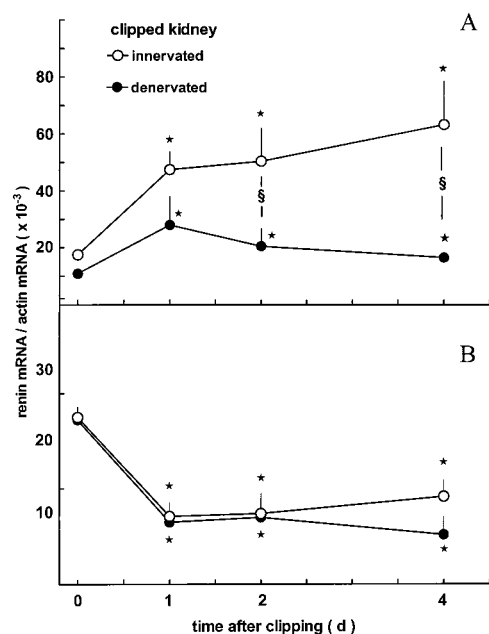 A
clipped kidney
innervated
denervated
80
60
40
20
★ ★ ★
§ §
★ ★ ★
renin mRNA / actin mRNA ( x 10⁻³ )
B
30
20
10
★ ★ ★
★ ★ ★
0 1 2 4
time after clipping ( d )